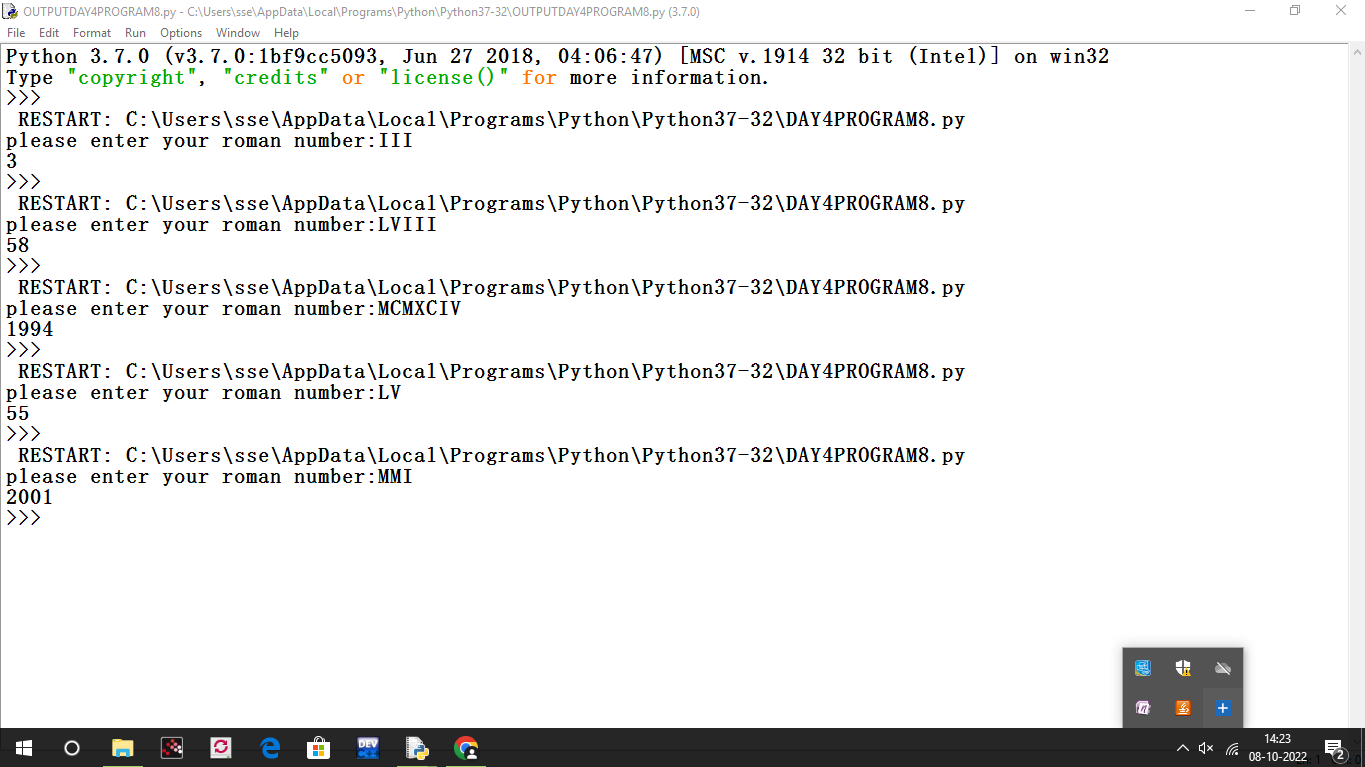 OUTPUTDAY4PROGRAM8.py - C:\Users\sse\AppData\Local\Programs\Python\Python37-32\OUTPUTDAY4PROGRAM8.py (3.7.0)
File Edit Format Run Options Window Help
Python 3.7.0 (v3.7.0:1bf9cc5093, Jun 27 2018, 04:06:47) [MSC v.1914 32 bit (Intel)] on win32
Type "copyright", "credits" or "license()" for more information.
>>>
RESTART: C:\Users\sse\AppData\Local\Programs\Python\Python37-32\DAY4PROGRAM8.py
please enter your roman number:III
3
>>>
RESTART: C:\Users\sse\AppData\Local\Programs\Python\Python37-32\DAY4PROGRAM8.py
please enter your roman number:LVIII
58
>>>
RESTART: C:\Users\sse\AppData\Local\Programs\Python\Python37-32\DAY4PROGRAM8.py
please enter your roman number:MCMXCIV
1994
>>>
RESTART: C:\Users\sse\AppData\Local\Programs\Python\Python37-32\DAY4PROGRAM8.py
please enter your roman number:LV
55
>>>
RESTART: C:\Users\sse\AppData\Local\Programs\Python\Python37-32\DAY4PROGRAM8.py
please enter your roman number:MMI
2001
>>>
DEV
14:23
08-10-2022
2